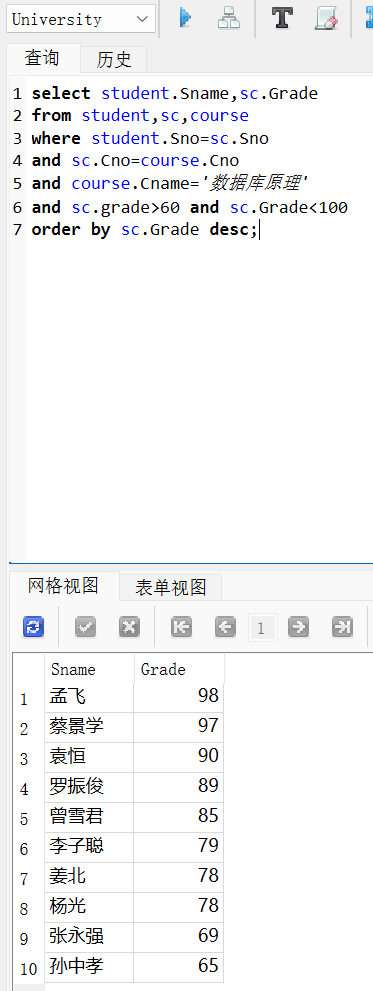 University
查询 历史
1 select student.Sname,sc.Grade
2 from student,sc,course
3 where student.Sno=sc.Sno
4 and sc.Cno=course.Cno
5 and course.Cname='数据库原理'
6 and sc.grade>60 and sc.Grade<100
7 order by sc.Grade desc;
网格视图 表单视图
1
Sname Grade
1 孟飞 98
2 蔡景学 97
3 袁恒 90
4 罗振俊 89
5 曾雪君 85
6 李子聪 79
7 姜北 78
8 杨光 78
9 张永强 69
10 孙中孝 65